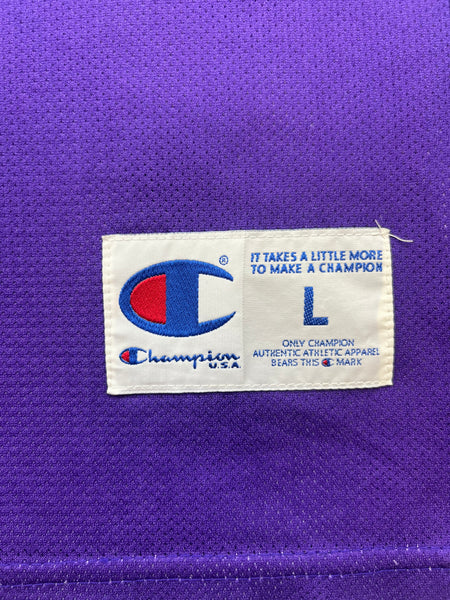 ®
Champion
U.S.A.
IT TAKES A LITTLE MORE
TO MAKE A CHAMPION
L
ONLY CHAMPION
AUTHENTIC ATHLETIC APPAREL
BEARS THIS C MARK